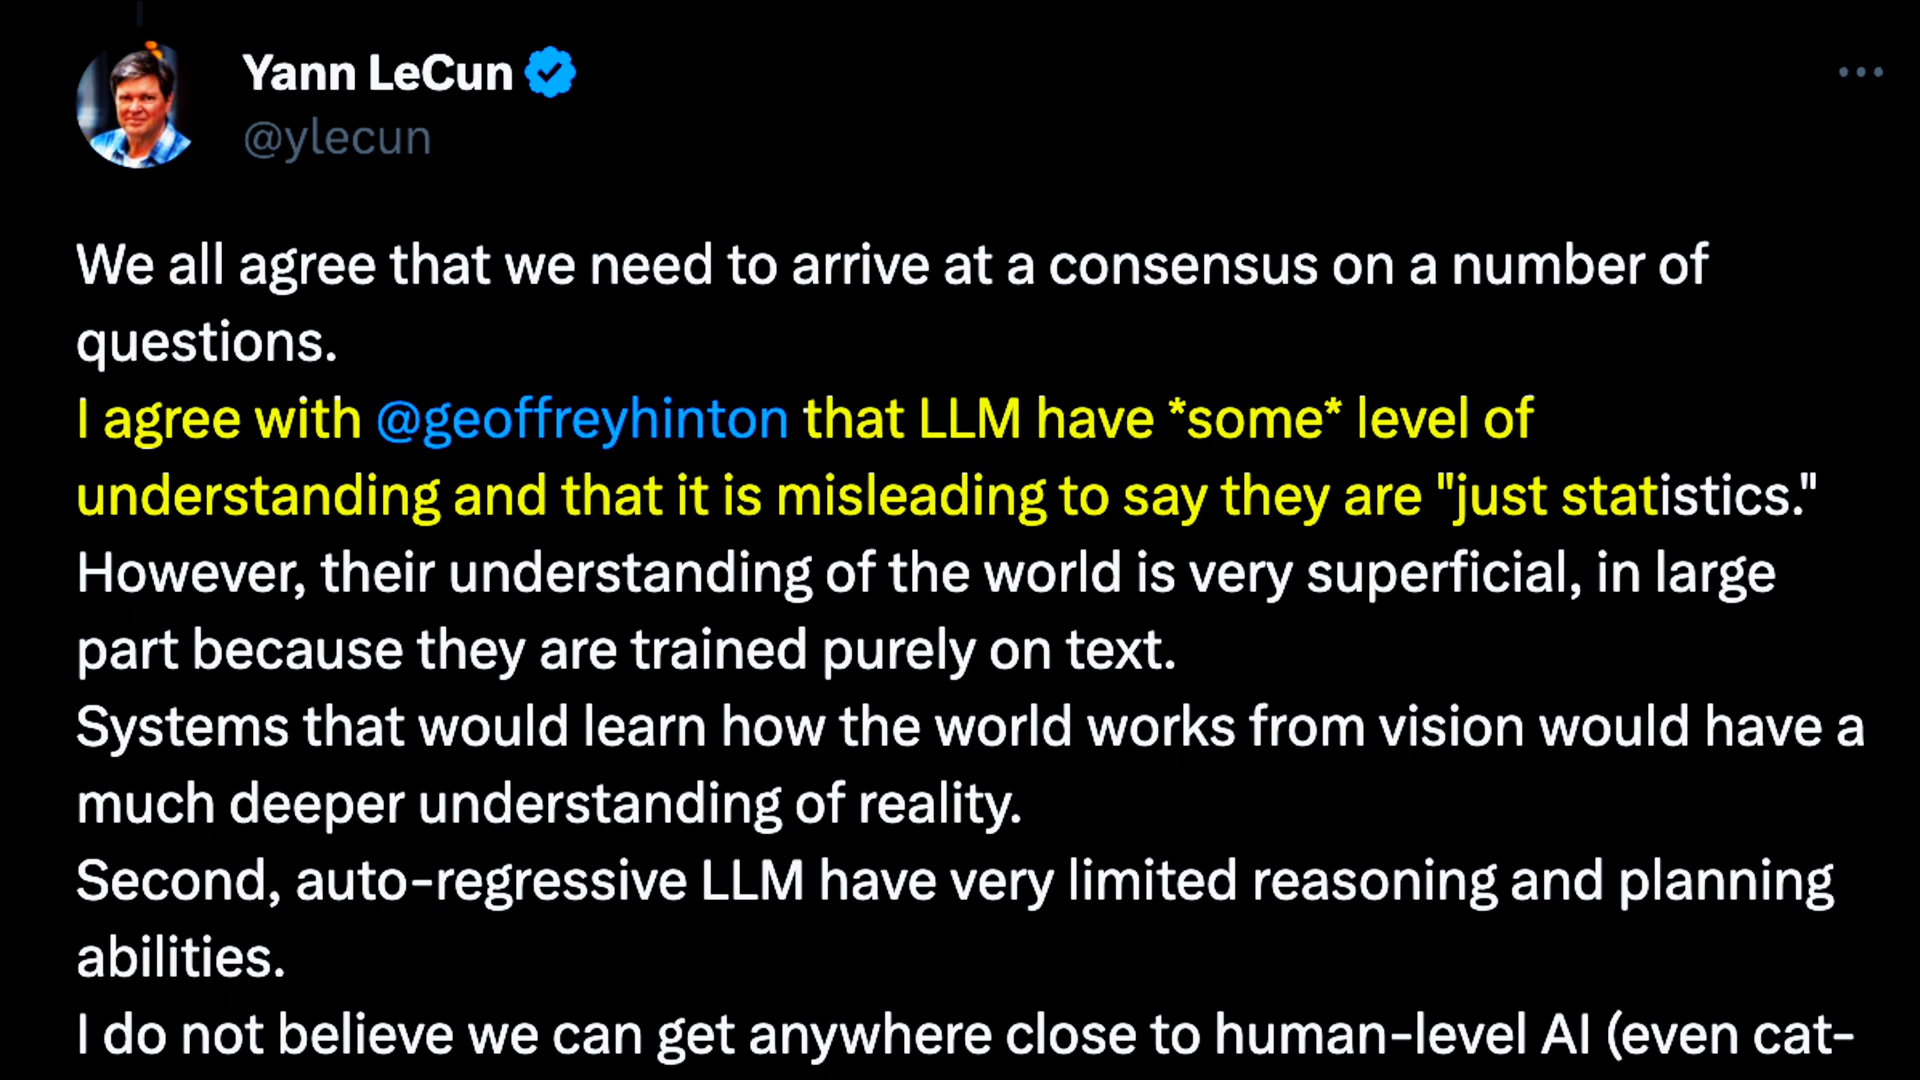 Yann LeCun
@ylecun
We all agree that we need to arrive at a consensus on a number of
questions.
I agree with @geoffreyhinton that LLM have *some* level of
understanding and that it is misleading to say they are "just statistics."
However, their understanding of the world is very superficial, in large
part because they are trained purely on text.
Systems that would learn how the world works from vision would have a
much deeper understanding of reality.
Second, auto-regressive LLM have very limited reasoning and planning
abilities.
I do not believe we can get anywhere close to human-level AI (even cat-